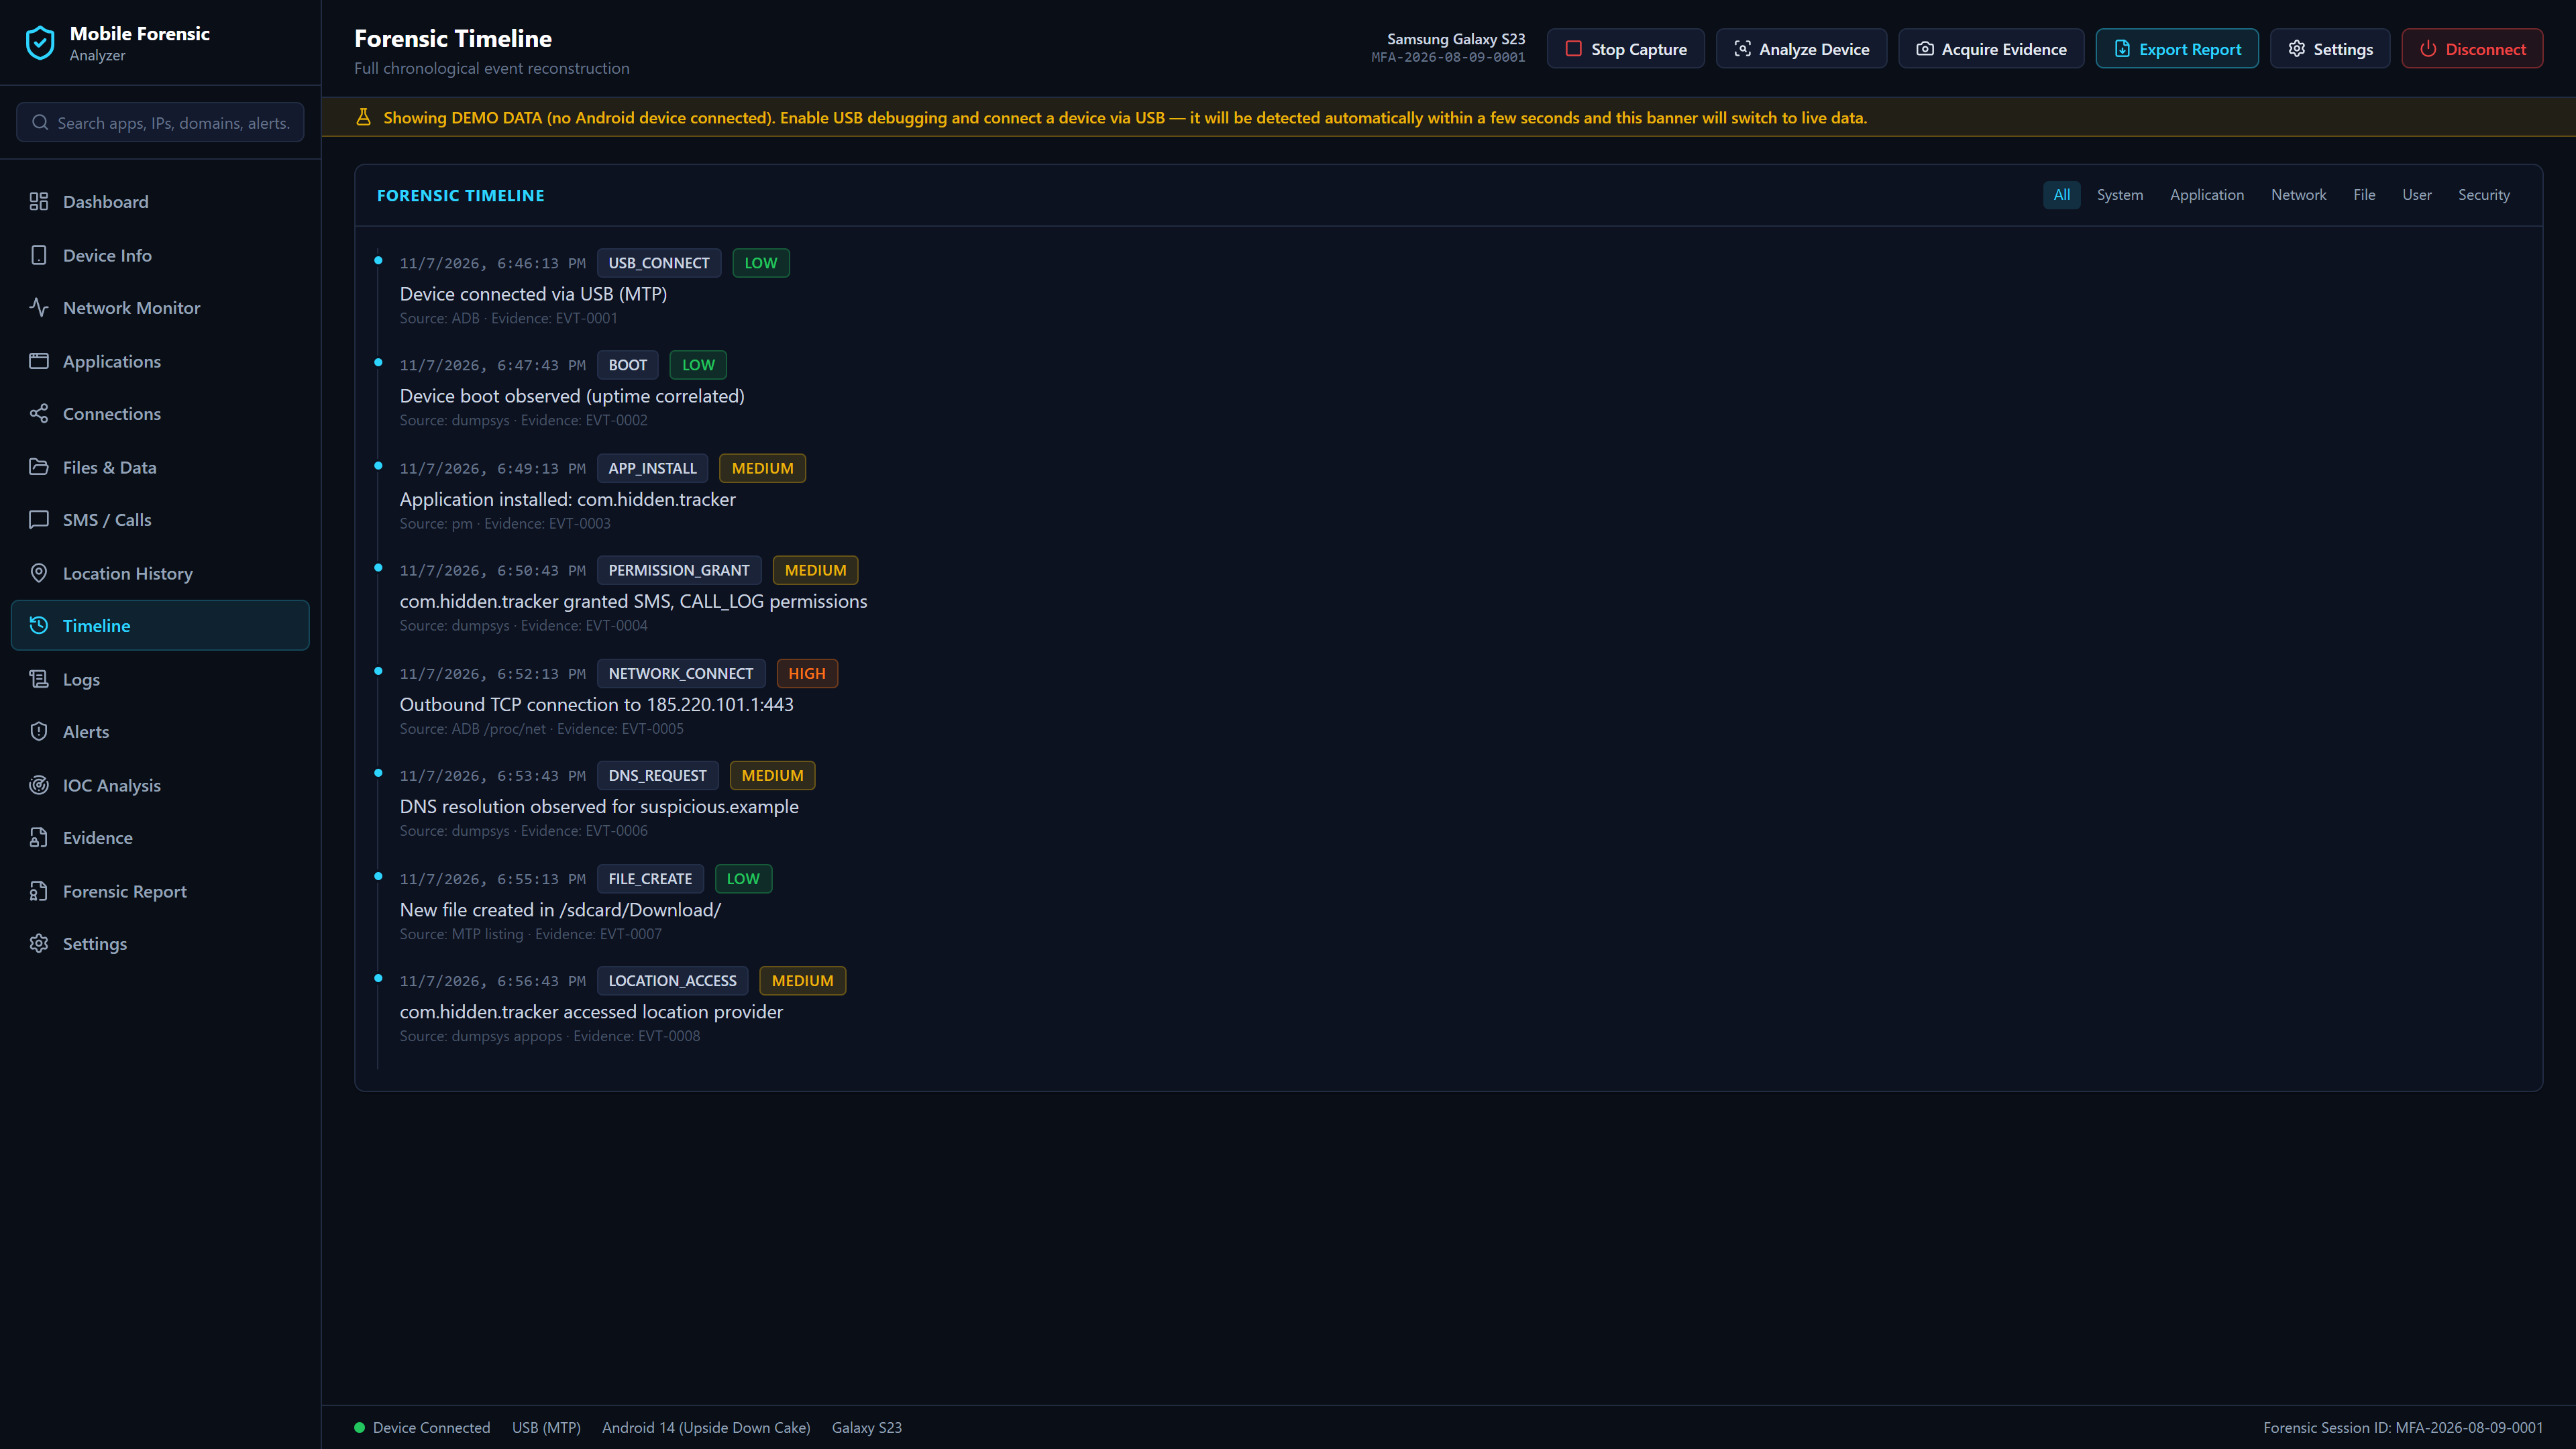 Mobile Forensic
Analyzer
Search apps, IPs, domains, alerts.
Dashboard
Device Info
Network Monitor
Applications
Connections
Files & Data
SMS / Calls
Location History
Timeline
Logs
Alerts
IOC Analysis
Evidence
Forensic Report
Settings
Forensic Timeline
Full chronological event reconstruction
Samsung Galaxy S23
MFA-2026-08-09-0001
Stop Capture
Analyze Device
Acquire Evidence
Export Report
Settings
Disconnect
Showing DEMO DATA (no Android device connected). Enable USB debugging and connect a device via USB — it will be detected automatically within a few seconds and this banner will switch to live data.
FORENSIC TIMELINE
All System Application Network File User Security
11/7/2026, 6:46:13 PM USB_CONNECT LOW
Device connected via USB (MTP)
Source: ADB · Evidence: EVT-0001
11/7/2026, 6:47:43 PM BOOT LOW
Device boot observed (uptime correlated)
Source: dumpsys · Evidence: EVT-0002
11/7/2026, 6:49:13 PM APP_INSTALL MEDIUM
Application installed: com.hidden.tracker
Source: pm · Evidence: EVT-0003
11/7/2026, 6:50:43 PM PERMISSION_GRANT MEDIUM
com.hidden.tracker granted SMS, CALL_LOG permissions
Source: dumpsys · Evidence: EVT-0004
11/7/2026, 6:52:13 PM NETWORK_CONNECT HIGH
Outbound TCP connection to 185.220.101.1:443
Source: ADB /proc/net · Evidence: EVT-0005
11/7/2026, 6:53:43 PM DNS_REQUEST MEDIUM
DNS resolution observed for suspicious.example
Source: dumpsys · Evidence: EVT-0006
11/7/2026, 6:55:13 PM FILE_CREATE LOW
New file created in /sdcard/Download/
Source: MTP listing · Evidence: EVT-0007
11/7/2026, 6:56:43 PM LOCATION_ACCESS MEDIUM
com.hidden.tracker accessed location provider
Source: dumpsys appops · Evidence: EVT-0008
Device Connected USB (MTP) Android 14 (Upside Down Cake) Galaxy S23
Forensic Session ID: MFA-2026-08-09-0001